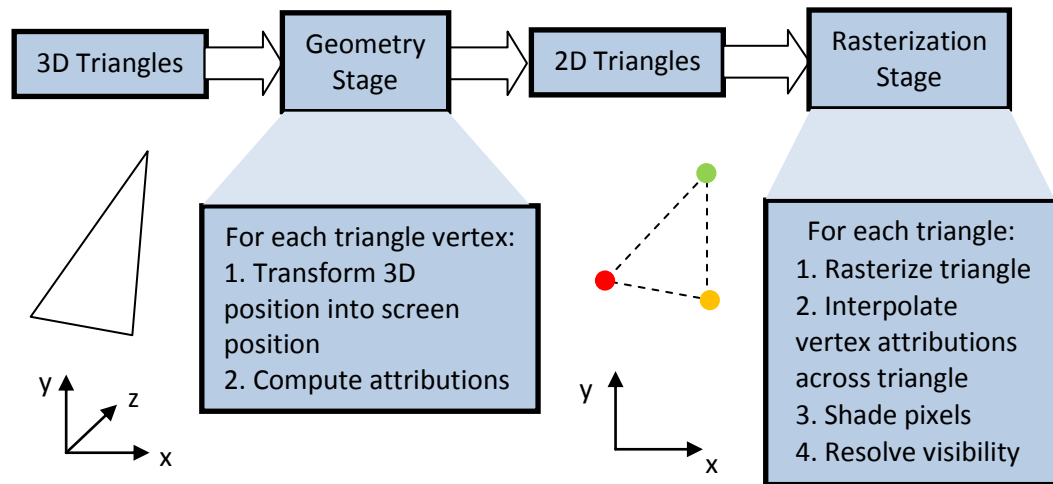 3D Triangles
Geometry
Stage
2D Triangles
Rasterization
Stage
For each triangle vertex:
1. Transform 3D
position into screen
position
2. Compute attributions
For each triangle:
1. Rasterize triangle
2. Interpolate
vertex attributions
across triangle
3. Shade pixels
4. Resolve visibility
y
z
x
y
x